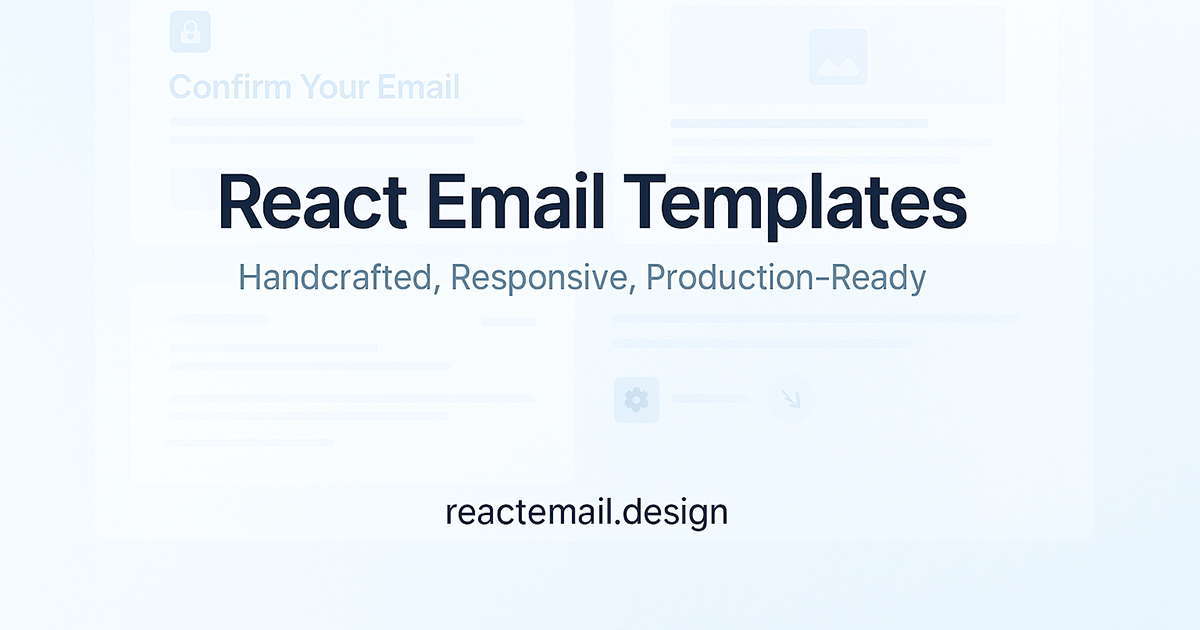 Confirm Your Email
React Email Templates
Handcrafted, Responsive, Production-Ready
reactemail.design